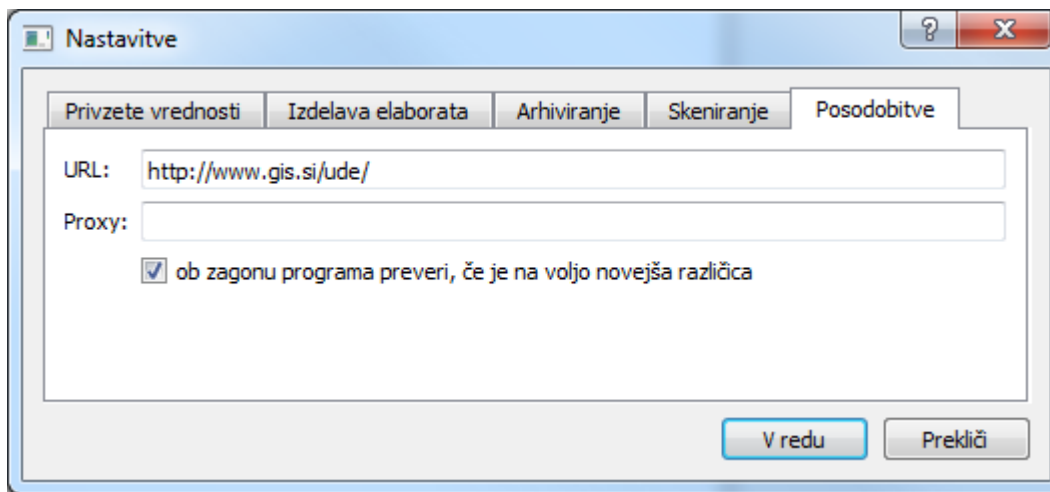 Nastavitve
Privzete vrednosti Izdelava elaborata Arhiviranje Skeniranje Posodobitve
URL: http://www.gis.si/ude/
Proxy:
ob zagonu programa preveri, če je na voljo novejša različica
V redu Prekliči